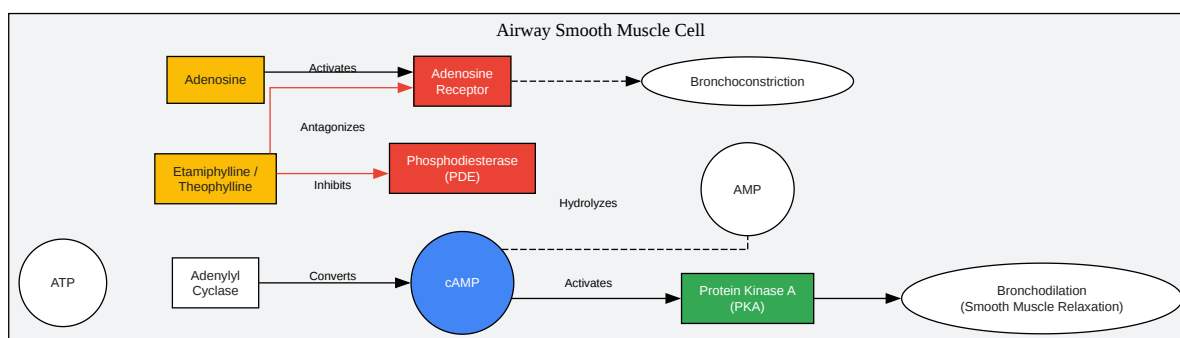 Airway Smooth Muscle Cell
Adenosine
Activates
Adenosine
Receptor
Bronchoconstriction
Antagonizes
Etamiphylline /
Theophylline
Inhibits
Phosphodiesterase
(PDE)
Hydrolyzes
AMP
ATP
Adenylyl
Cyclase
Converts
cAMP
Activates
Protein Kinase A
(PKA)
Bronchodilation
(Smooth Muscle Relaxation)